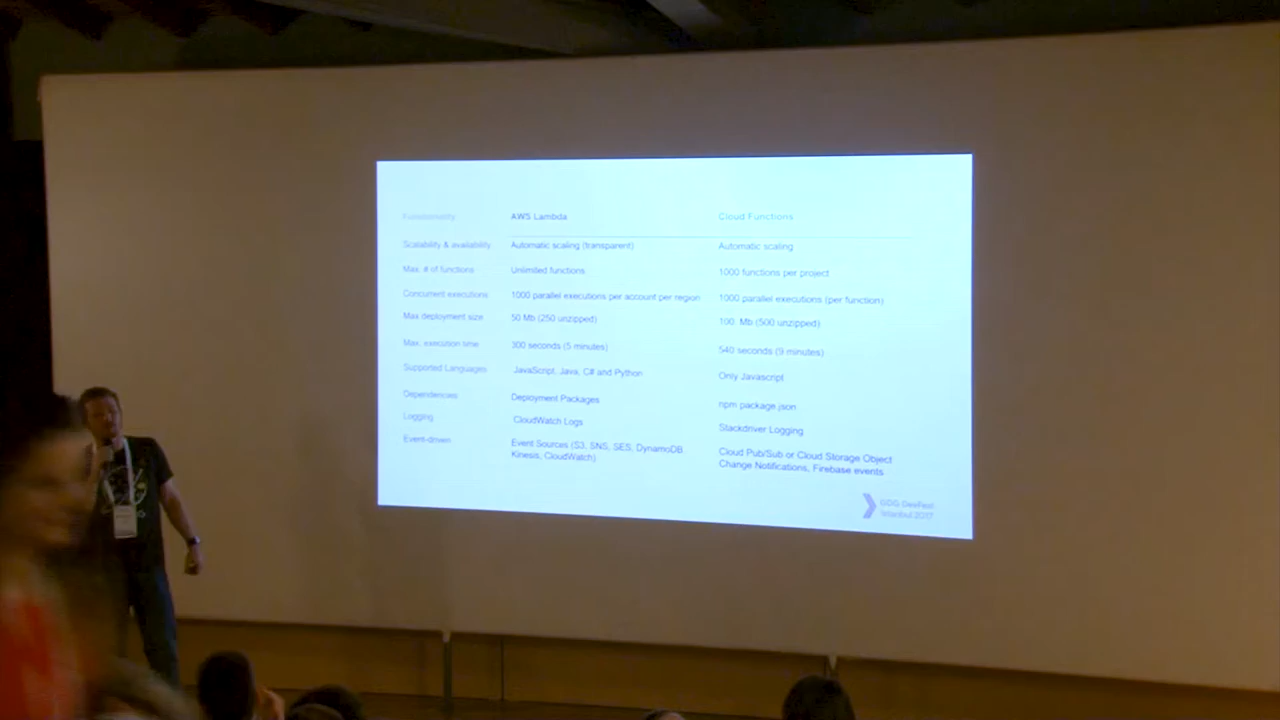 Functionality AWS Lambda Cloud Functions
Scalability & availability Automatic scaling (transparent) Automatic scaling
Max. # of functions Unlimited functions 1000 functions per project
Concurrent executions 1000 parallel executions per account per region 1000 parallel executions (per function)
Max deployment size 50 Mb (250 unzipped) 100 Mb (500 unzipped)
Max. execution time 300 seconds (5 minutes) 540 seconds (9 minutes)
Supported Languages JavaScript, Java, C# and Python Only Javascript
Dependencies Deployment Packages npm package.json
Logging CloudWatch Logs Stackdriver Logging
Event-driven Event Sources (S3, SNS, SES, DynamoDB, Cloud Pub/Sub or Cloud Storage Object
Kinesis, CloudWatch) Change Notifications, Firebase events
GDG DevFest
Istanbul 2017